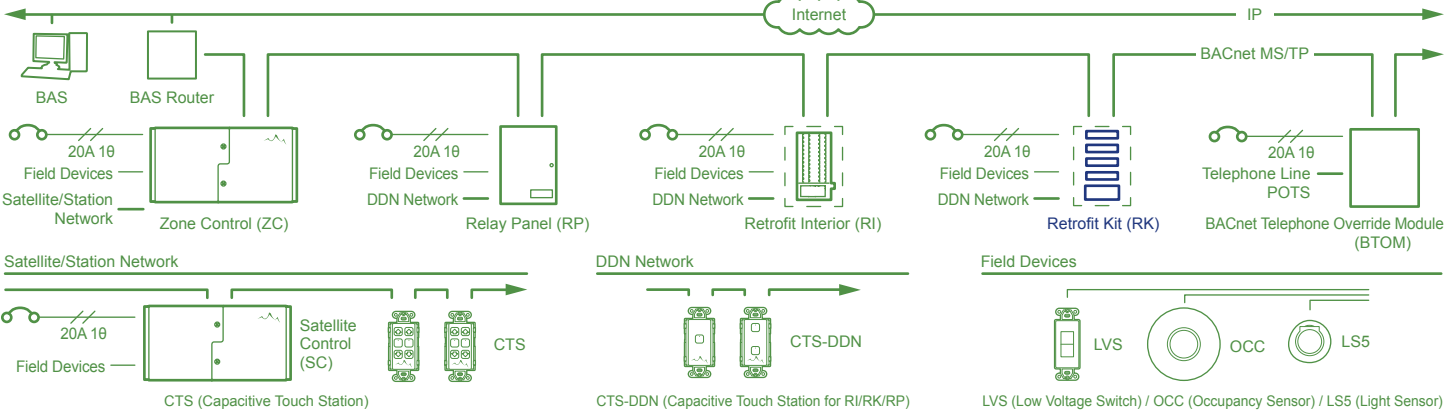 Internet
IP
BACnet MS/TP
BAS
BAS Router
20A 1θ
Field Devices
Satellite/Station
Network
Zone Control (ZC)
20A 1θ
Field Devices
DDN Network
Relay Panel (RP)
20A 1θ
Field Devices
DDN Network
Retrofit Interior (RI)
20A 1θ
Field Devices
DDN Network
Retrofit Kit (RK)
20A 1θ
Telephone Line
POTS
BACnet Telephone Override Module
(BTOM)
Satellite/Station Network
20A 1θ
Field Devices
Satellite
Control
(SC)
CTS
CTS (Capacitive Touch Station)
DDN Network
CTS-DDN
CTS-DDN (Capacitive Touch Station for RI/RK/RP)
Field Devices
LVS
OCC
LS5
LVS (Low Voltage Switch) / OCC (Occupancy Sensor) / LS5 (Light Sensor)